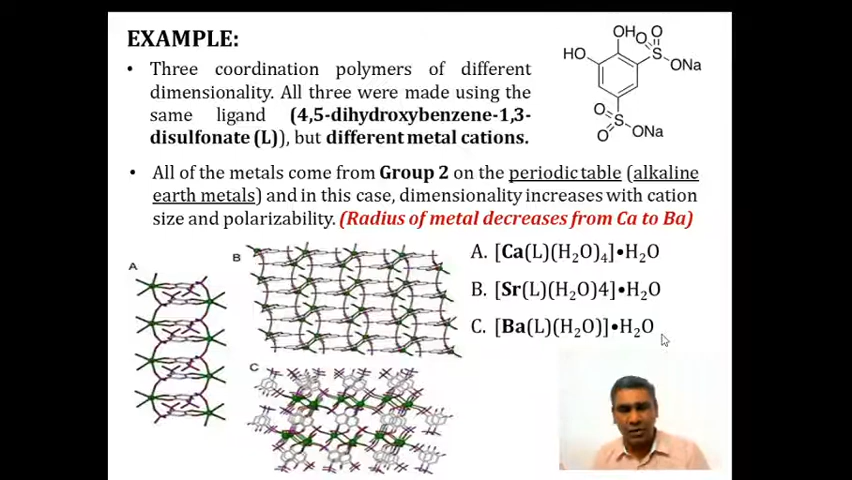 EXAMPLE:
• Three coordination polymers of different
dimensionality. All three were made using the
same ligand (4,5-dihydroxybenzene-1,3-
disulfonate (L)), but different metal cations.
OH
HO
O
O
S
ONa
O
S
O
ONa
• All of the metals come from Group 2 on the periodic table (alkaline
earth metals) and in this case, dimensionality increases with cation
size and polarizability. (Radius of metal decreases from Ca to Ba)
A
B
C
A. [Ca(L)(H₂O)₄]•H₂O
B. [Sr(L)(H₂O)4]•H₂O
C. [Ba(L)(H₂O)]•H₂O